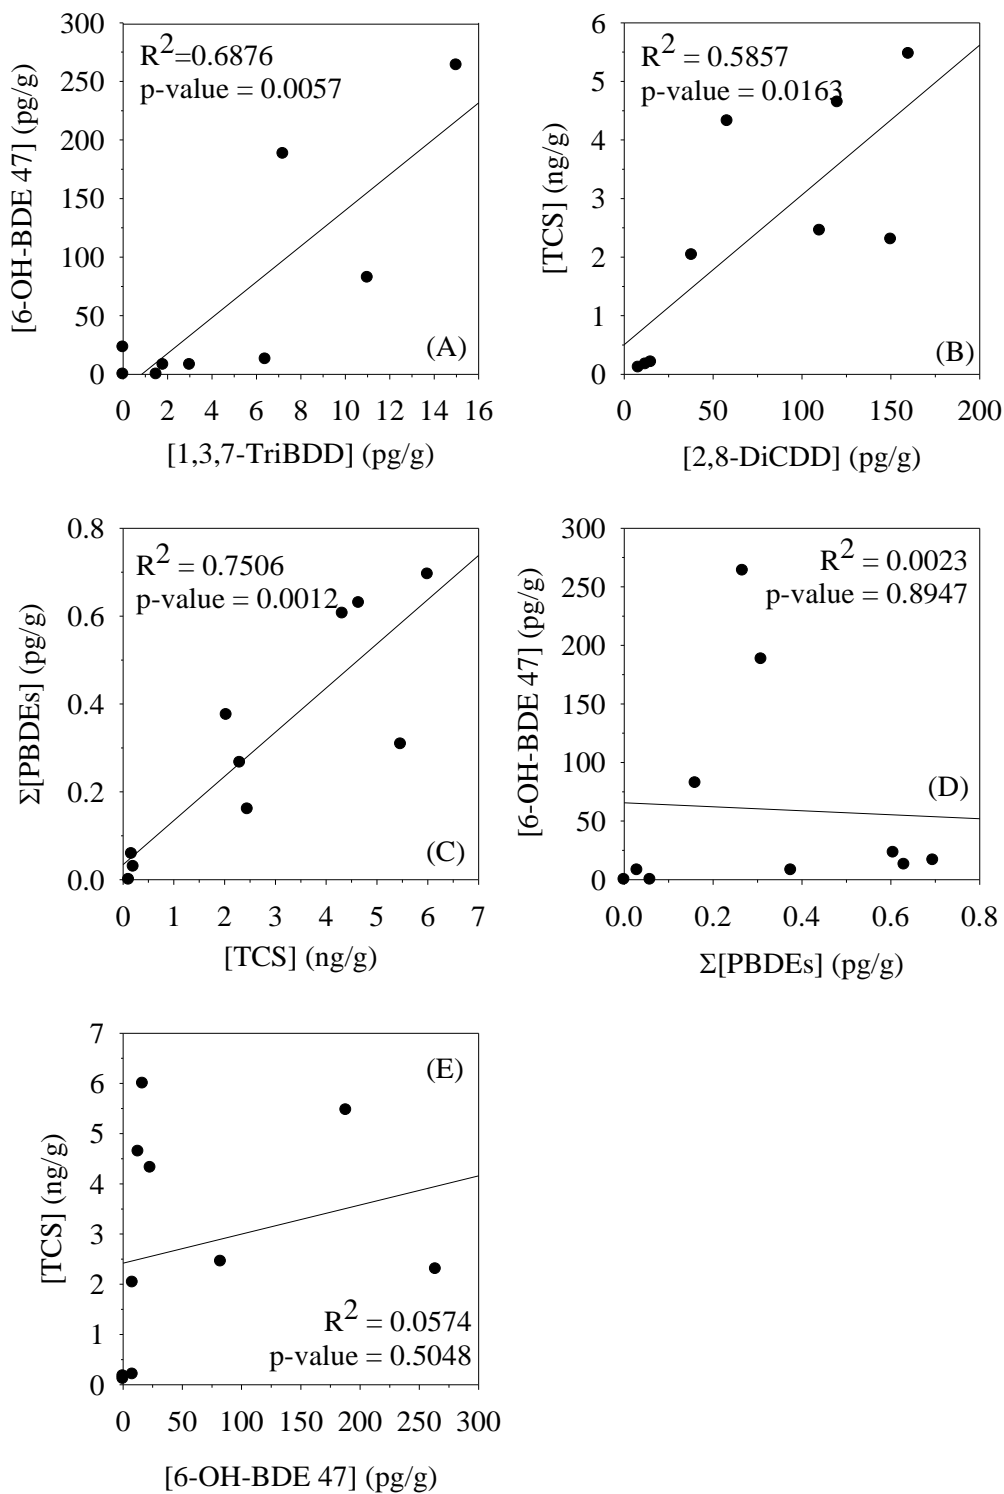 R2=0.6876
p-value = 0.0057
300
250
200
150
100
50
0
[6-OH-BDE 47] (pg/g)
(A)
0 2 4 6 8 10 12 14 16
[1,3,7-TriBDD] (pg/g)
R2 = 0.5857
p-value = 0.0163
6
5
4
3
2
1
0
[TCS] (ng/g)
(B)
0 50 100 150 200
[2,8-DiCDD] (pg/g)
R2 = 0.7506
p-value = 0.0012
0.8
0.6
0.4
0.2
0.0
Σ[PBDEs] (pg/g)
(C)
0 1 2 3 4 5 6 7
[TCS] (ng/g)
R2 = 0.0023
p-value = 0.8947
300
250
200
150
100
50
0
[6-OH-BDE 47] (pg/g)
(D)
0.0 0.2 0.4 0.6 0.8
Σ[PBDEs] (pg/g)
7
6
5
4
3
2
1
0
[TCS] (ng/g)
(E)
R2 = 0.0574
p-value = 0.5048
0 50 100 150 200 250 300
[6-OH-BDE 47] (pg/g)